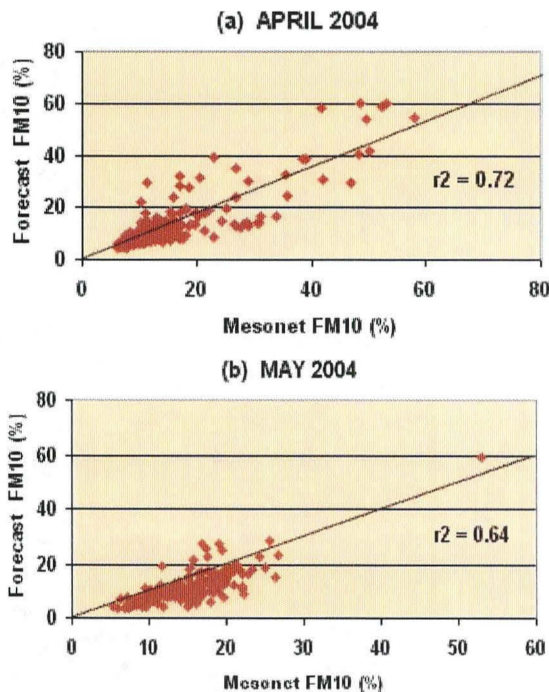 (a) APRIL 2004
Forecast FM10 (%)
80
60
40
20
0
r2 = 0.72
0 20 40 60 80
Mesonet FM10 (%)
(b) MAY 2004
Forecast FM10 (%)
80
60
40
20
0
r2 = 0.64
0 10 20 30 40 50 60
Mesonet FM10 (%)